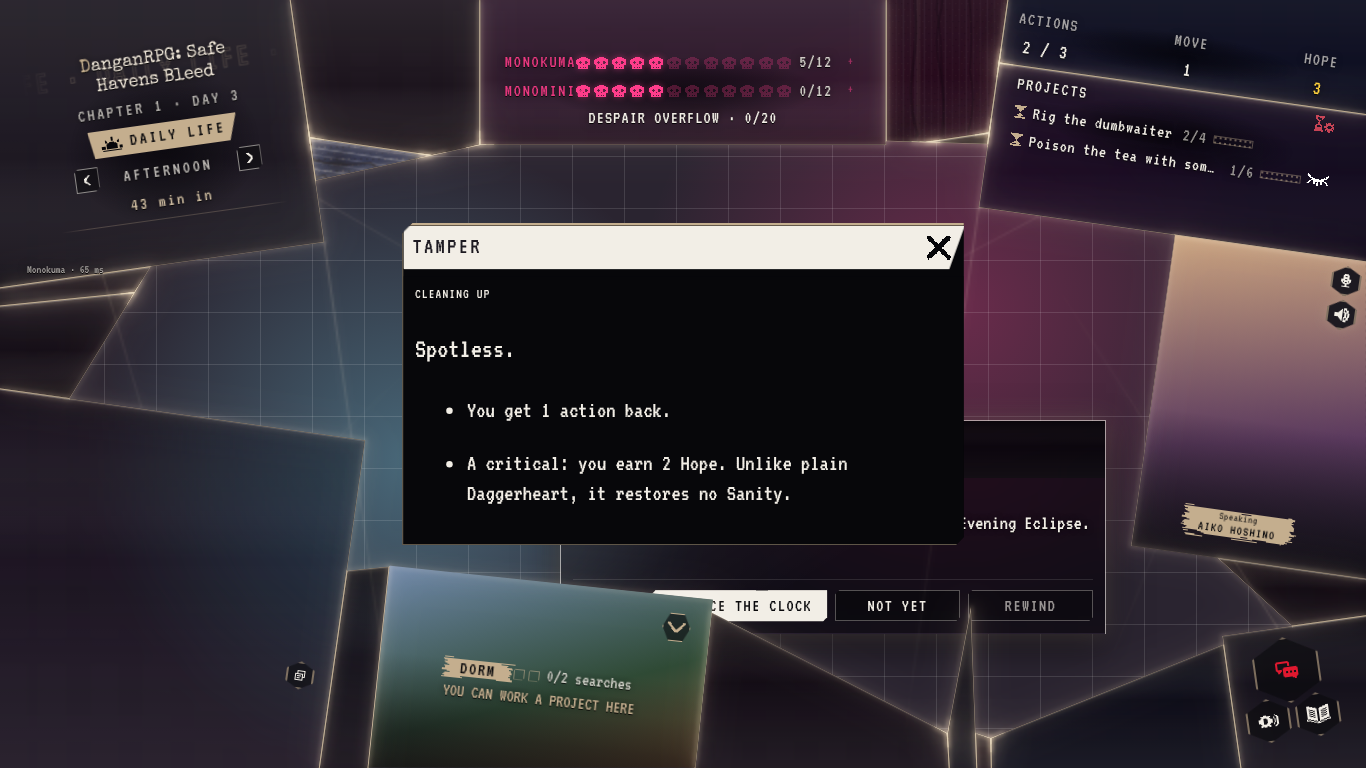 DanganRPG: Safe
Havens Bleed
CHAPTER 1 · DAY 3
DAILY LIFE
AFTERNOON
43 min in
Monokuma · 65 ms
MONOKUMA 5/12
MONOMINI 0/12
DESPAIR OVERFLOW · 0/20
ACTIONS
2 / 3
MOVE
1
HOPE
3
PROJECTS
Rig the dumbwaiter 2/4
Poison the tea with som… 1/6
TAMPER
CLEANING UP
Spotless.
• You get 1 action back.
• A critical: you earn 2 Hope. Unlike plain
Daggerheart, it restores no Sanity.
Evening Eclipse.
CE THE CLOCK
NOT YET
REWIND
Speaking
AIKO HOSHINO
DORM 0/2 searches
YOU CAN WORK A PROJECT HERE